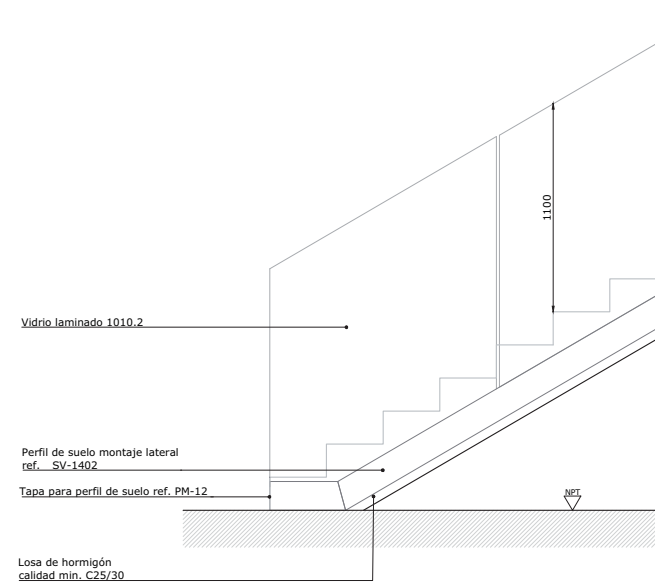 1100
Vidrio laminado 1010.2
Perfil de suelo montaje lateral
ref. SV-1402
Tapa para perfil de suelo ref. PM-12
NPT
Losa de hormigón
calidad min. C25/30